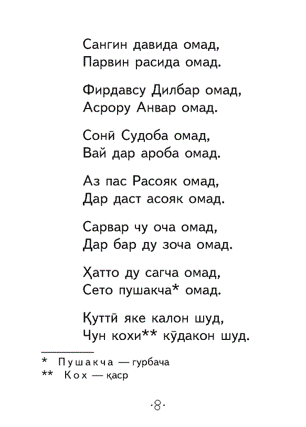 Сангин давида омад,
Парвин расида омад.
Фирдавсу Дилбар омад,
Асрору Анвар омад.
Сонӣ Судоба омад,
Вай дар ароба омад.
Аз пас Расояк омад,
Дар даст асояк омад.
Сарвар чу оча омад,
Дар бар ду зоча омад.
Ҳатто ду сагча омад,
Сето пушакча* омад.
Қуттӣ яке калон шуд,
Чун кохи** кӯдакон шуд.
* Пушакча — гурбача
** Кох — қаср
·8·